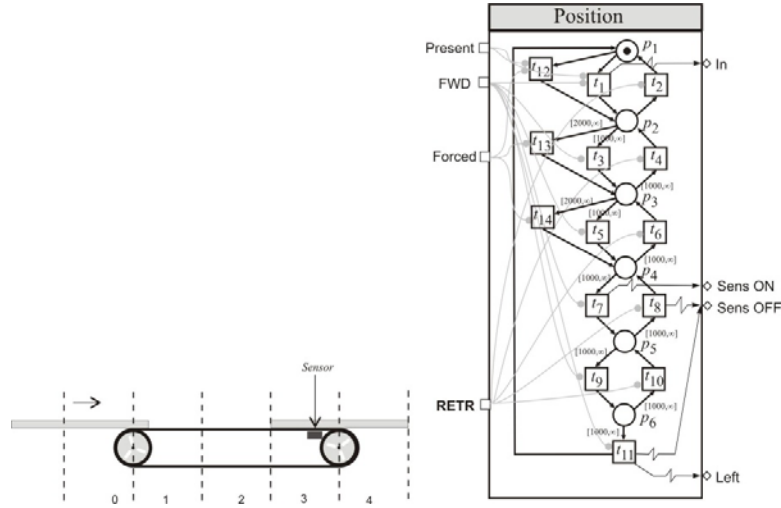 Position
Present
FWD
Forced
RETR
In
Sens ON
Sens OFF
Left
p1
t12
t1
t2
p2
[2000,∞]
[1000,∞]
t13
t3
t4
[1000,∞]
p3
[2000,∞]
[1000,∞]
t14
t5
t6
[1000,∞]
p4
[1000,∞]
t7
t8
[1000,∞]
p5
[1000,∞]
t9
t10
[1000,∞]
p6
[1000,∞]
t11
Sensor
0 1 2 3 4